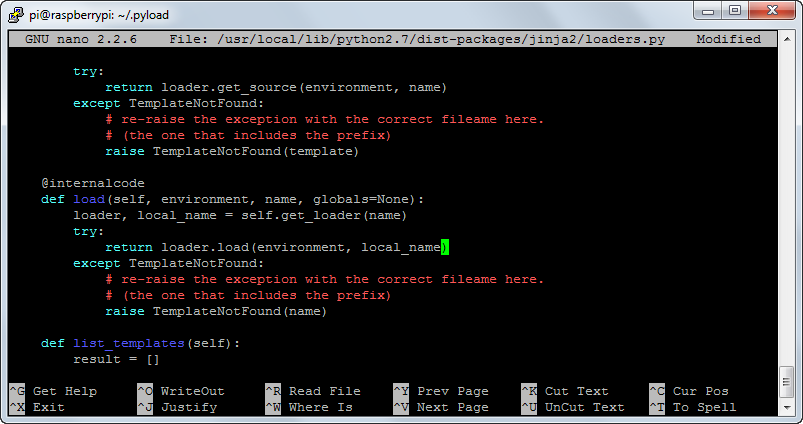 pi@raspberrypi: ~/.pyload
GNU nano 2.2.6    File: /usr/local/lib/python2.7/dist-packages/jinja2/loaders.py    Modified
        try:
            return loader.get_source(environment, name)
        except TemplateNotFound:
            # re-raise the exception with the correct fileame here.
            # (the one that includes the prefix)
            raise TemplateNotFound(template)
    @internalcode
    def load(self, environment, name, globals=None):
        loader, local_name = self.get_loader(name)
        try:
            return loader.load(environment, local_name)
        except TemplateNotFound:
            # re-raise the exception with the correct fileame here.
            # (the one that includes the prefix)
            raise TemplateNotFound(name)
    def list_templates(self):
        result = []
^G Get Help    ^O WriteOut    ^R Read File    ^Y Prev Page    ^K Cut Text    ^C Cur Pos
^X Exit    ^J Justify    ^W Where Is    ^V Next Page    ^U UnCut Text    ^T To Spell